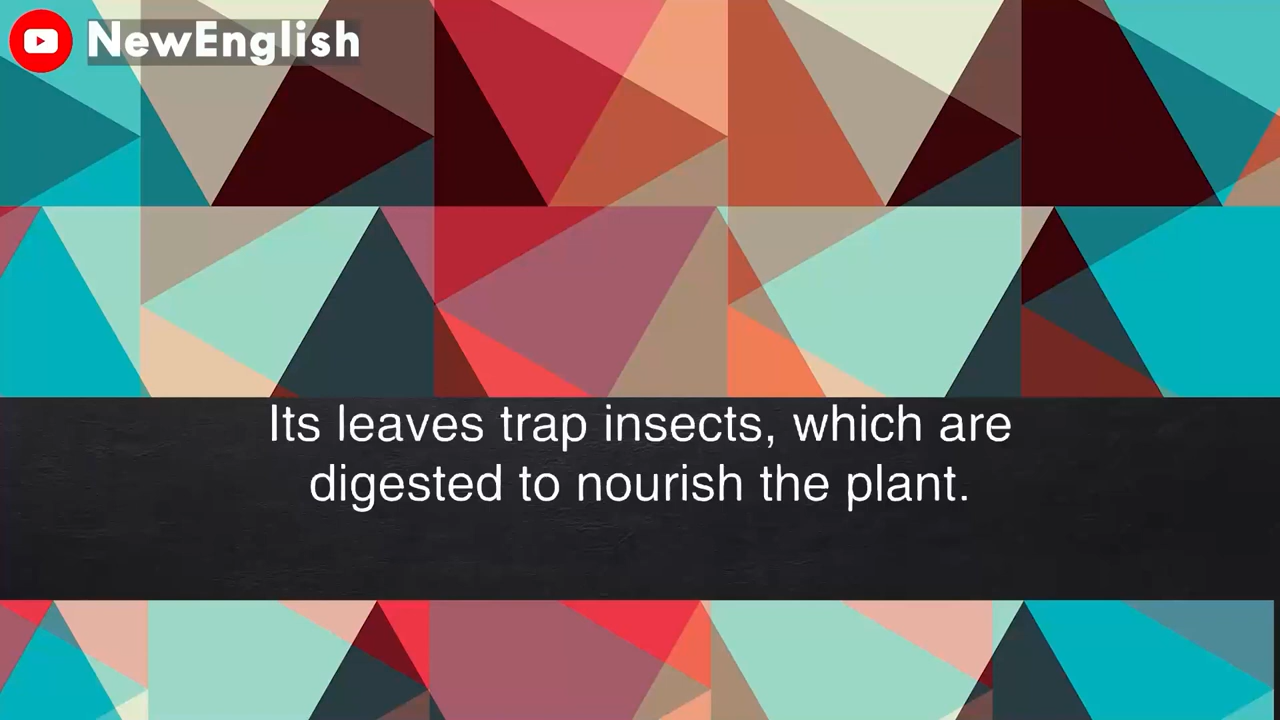 NewEnglish
Its leaves trap insects, which are
digested to nourish the plant.